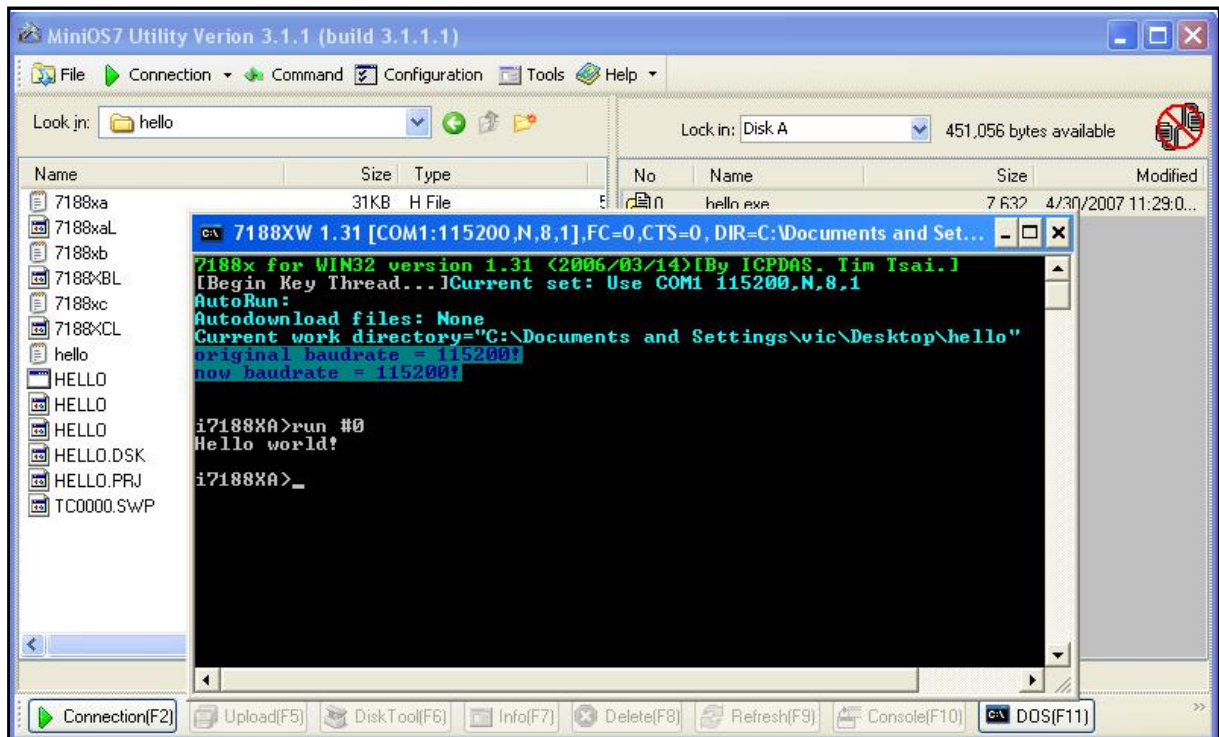 MiniOS7 Utility Verion 3.1.1 (build 3.1.1.1)
File Connection Command Configuration Tools Help
Look in: hello
Lock in: Disk A 451,056 bytes available
Name Size Type
No Name Size Modified
7188xa 31KB H File 5
0 hello.exe 7,632 4/30/2007 11:29:0...
7188xaL
7188xb
7188XBL
7188xc
7188XCL
hello
HELLO
HELLO
HELLO
HELLO.DSK
HELLO.PRJ
TC0000.SWP
7188XW 1.31 [COM1:115200,N,8,1],FC=0,CTS=0, DIR=C:\Documents and Set...
7188x for WIN32 version 1.31 (2006/03/14)[By ICPDAS. Tim Tsai.]
[Begin Key Thread...]Current set: Use COM1 115200,N,8,1
AutoRun:
Autodownload files: None
Current work directory="C:\Documents and Settings\vic\Desktop\hello"
original baudrate = 115200!
now baudrate = 115200!
i7188XA>run #0
Hello world!
i7188XA>_
Connection(F2) Upload(F5) DiskTool(F6) Info(F7) Delete(F8) Refresh(F9) Console(F10) DOS(F11)